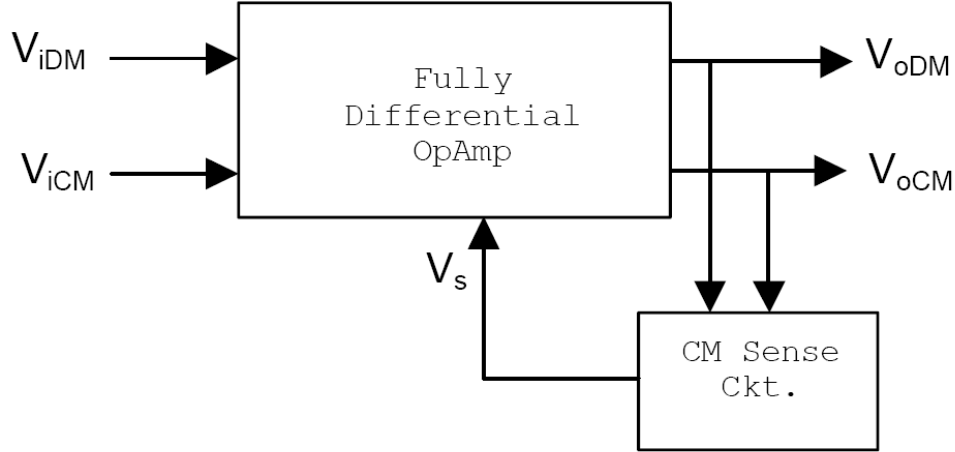 ViDM
ViCM
Fully
Differential
OpAmp
VoDM
VoCM
Vs
CM Sense
Ckt.